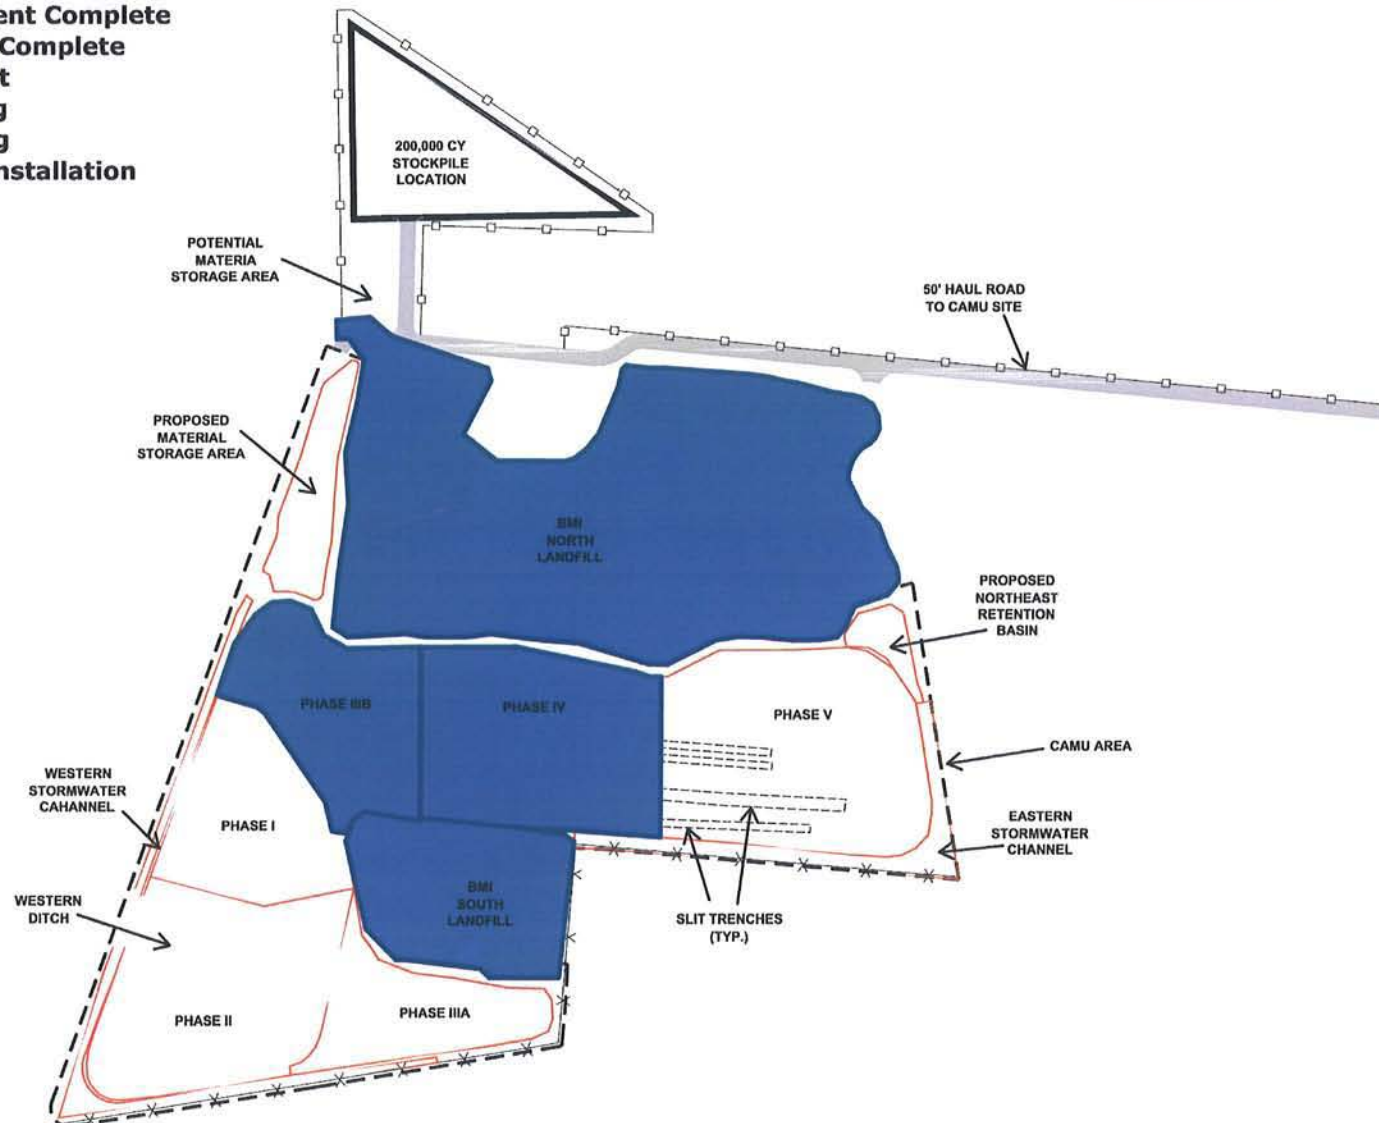 ent Complete
Complete
t
g
g
nstallation
200,000 CY
STOCKPILE
LOCATION
POTENTIAL
MATERIA
STORAGE AREA
50' HAUL ROAD
TO CAMU SITE
PROPOSED
MATERIAL
STORAGE AREA
BMI
NORTH
LANDFILL
PROPOSED
NORTHEAST
RETENTION
BASIN
PHASE IIIB
PHASE IV
PHASE V
CAMU AREA
WESTERN
STORMWATER
CAHANNEL
PHASE I
EASTERN
STORMWATER
CHANNEL
WESTERN
DITCH
BMI
SOUTH
LANDFILL
SLIT TRENCHES
(TYP.)
PHASE II
PHASE IIIA